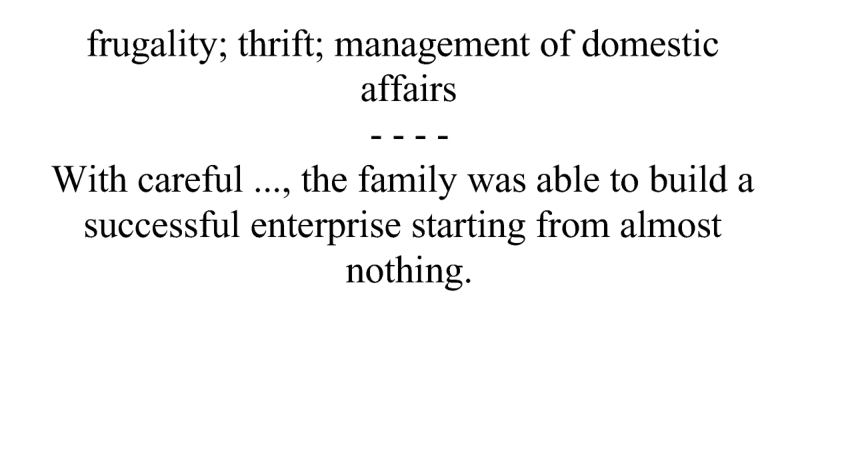 frugality; thrift; management of domestic
affairs
- - - -
With careful ..., the family was able to build a
successful enterprise starting from almost
nothing.